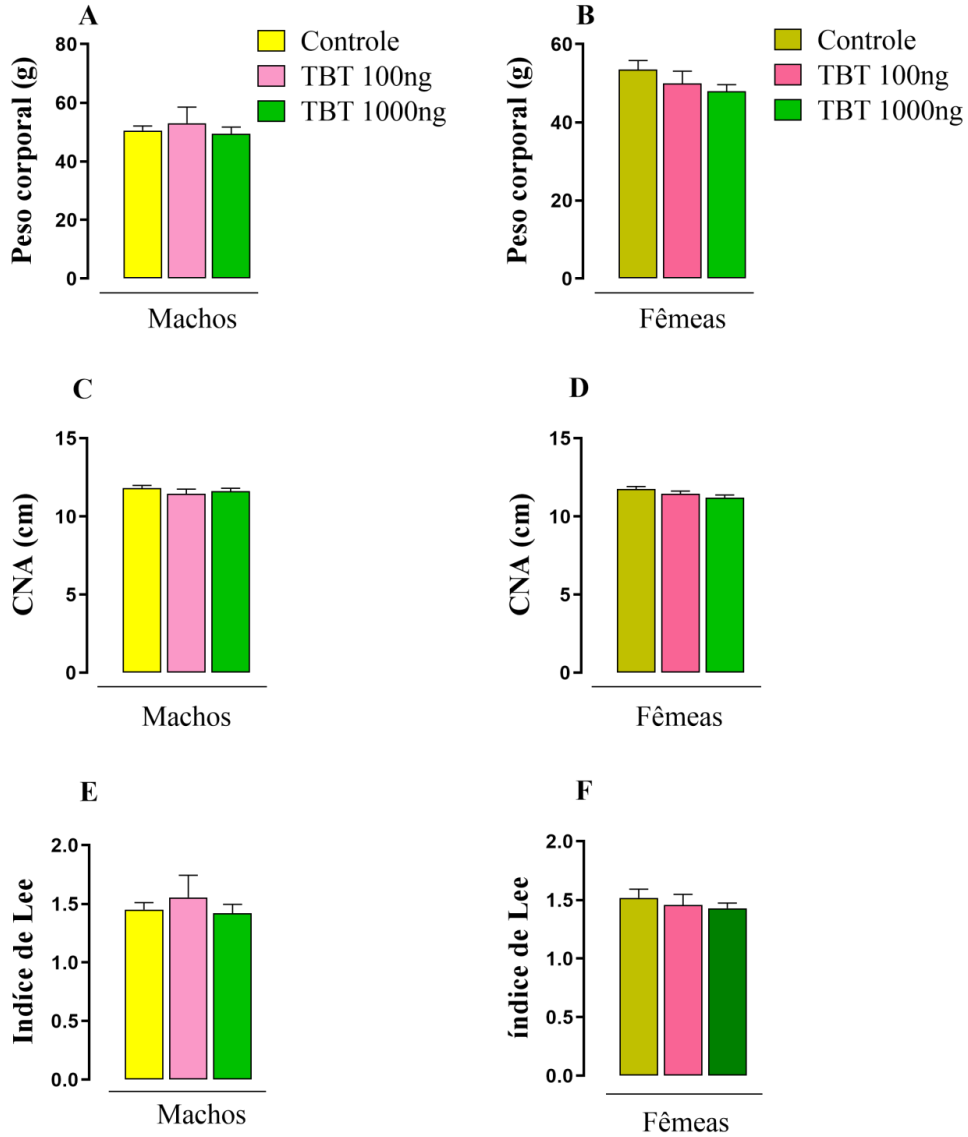 A
Peso corporal (g)
80
60
40
20
0
Controle
TBT 100ng
TBT 1000ng
Machos
B
Peso corporal (g)
60
40
20
0
Controle
TBT 100ng
TBT 1000ng
Fêmeas
C
CNA (cm)
15
10
5
0
Machos
D
CNA (cm)
15
10
5
0
Fêmeas
E
Indíce de Lee
2.0
1.5
1.0
0.5
0.0
Machos
F
índice de Lee
2.0
1.5
1.0
0.5
0.0
Fêmeas